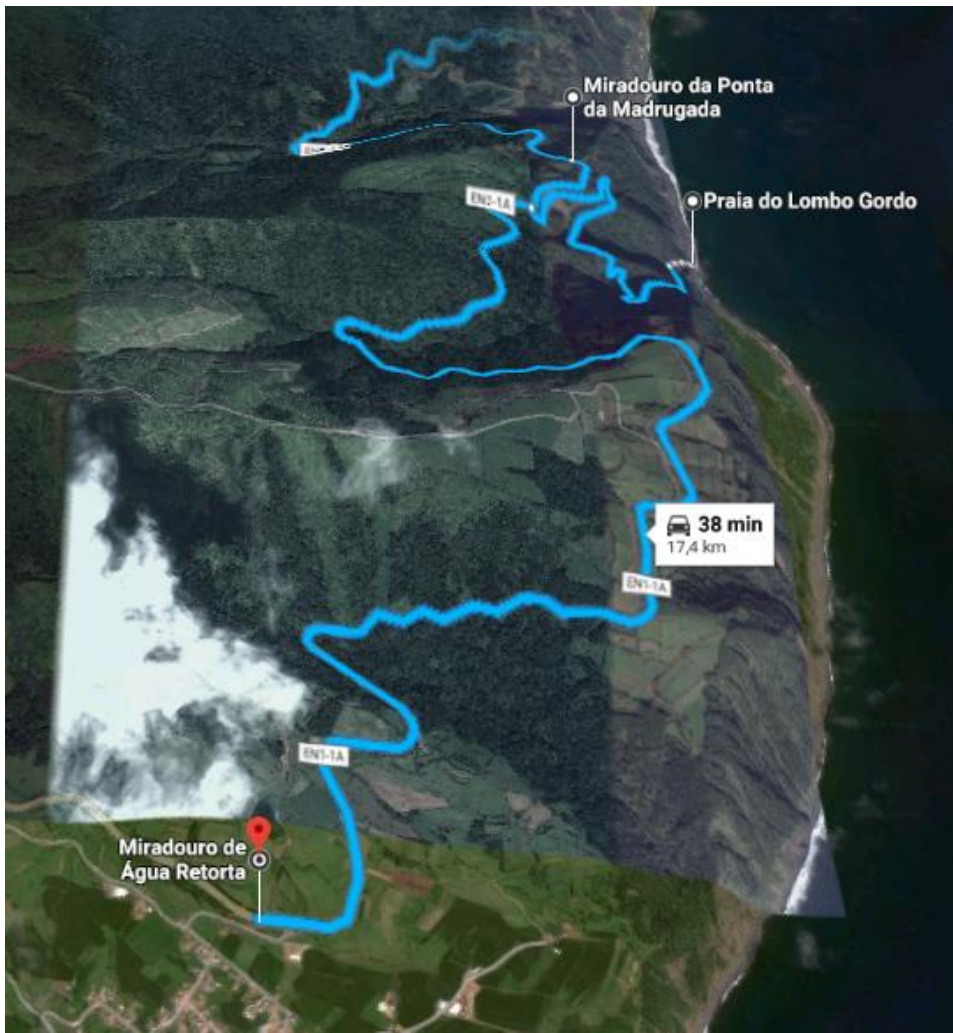 Miradouro da Ponta
da Madrugada
EN1-1A
Praia do Lombo Gordo
38 min
17,4 km
EN1-1A
EN1-1A
Miradouro de
Água Retorta